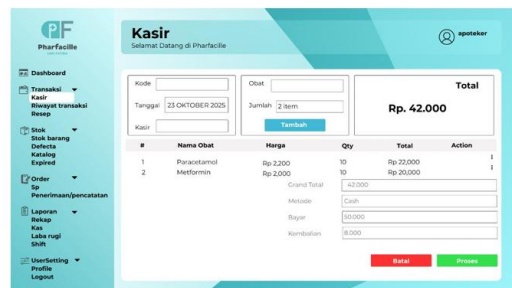 PF
Pharfacille
Dashboard
Transaksi
Kasir
Riwayat transaksi
Resep
Stok
Stok barang
Defecta
Katalog
Expired
Order
Sp
Penerimaan/pencatatan
Laporan
Rekap
Kas
Laba rugi
Shift
UserSetting
Profile
Logout
Kasir
Selamat Datang di Pharfacille
apoteker
Kode
Tanggal 23 OKTOBER 2025
Kasir
Obat
Jumlah 2 item
Tambah
Total
Rp. 42.000
# Nama Obat Harga Qty Total Action
1 Paracetamol Rp 2,200 10 Rp 22,000
2 Metformin Rp 2,000 10 Rp 20,000
Grand Total 42.000
Metode Cash
Bayar 50.000
Kembalian 8.000
Batal Proses